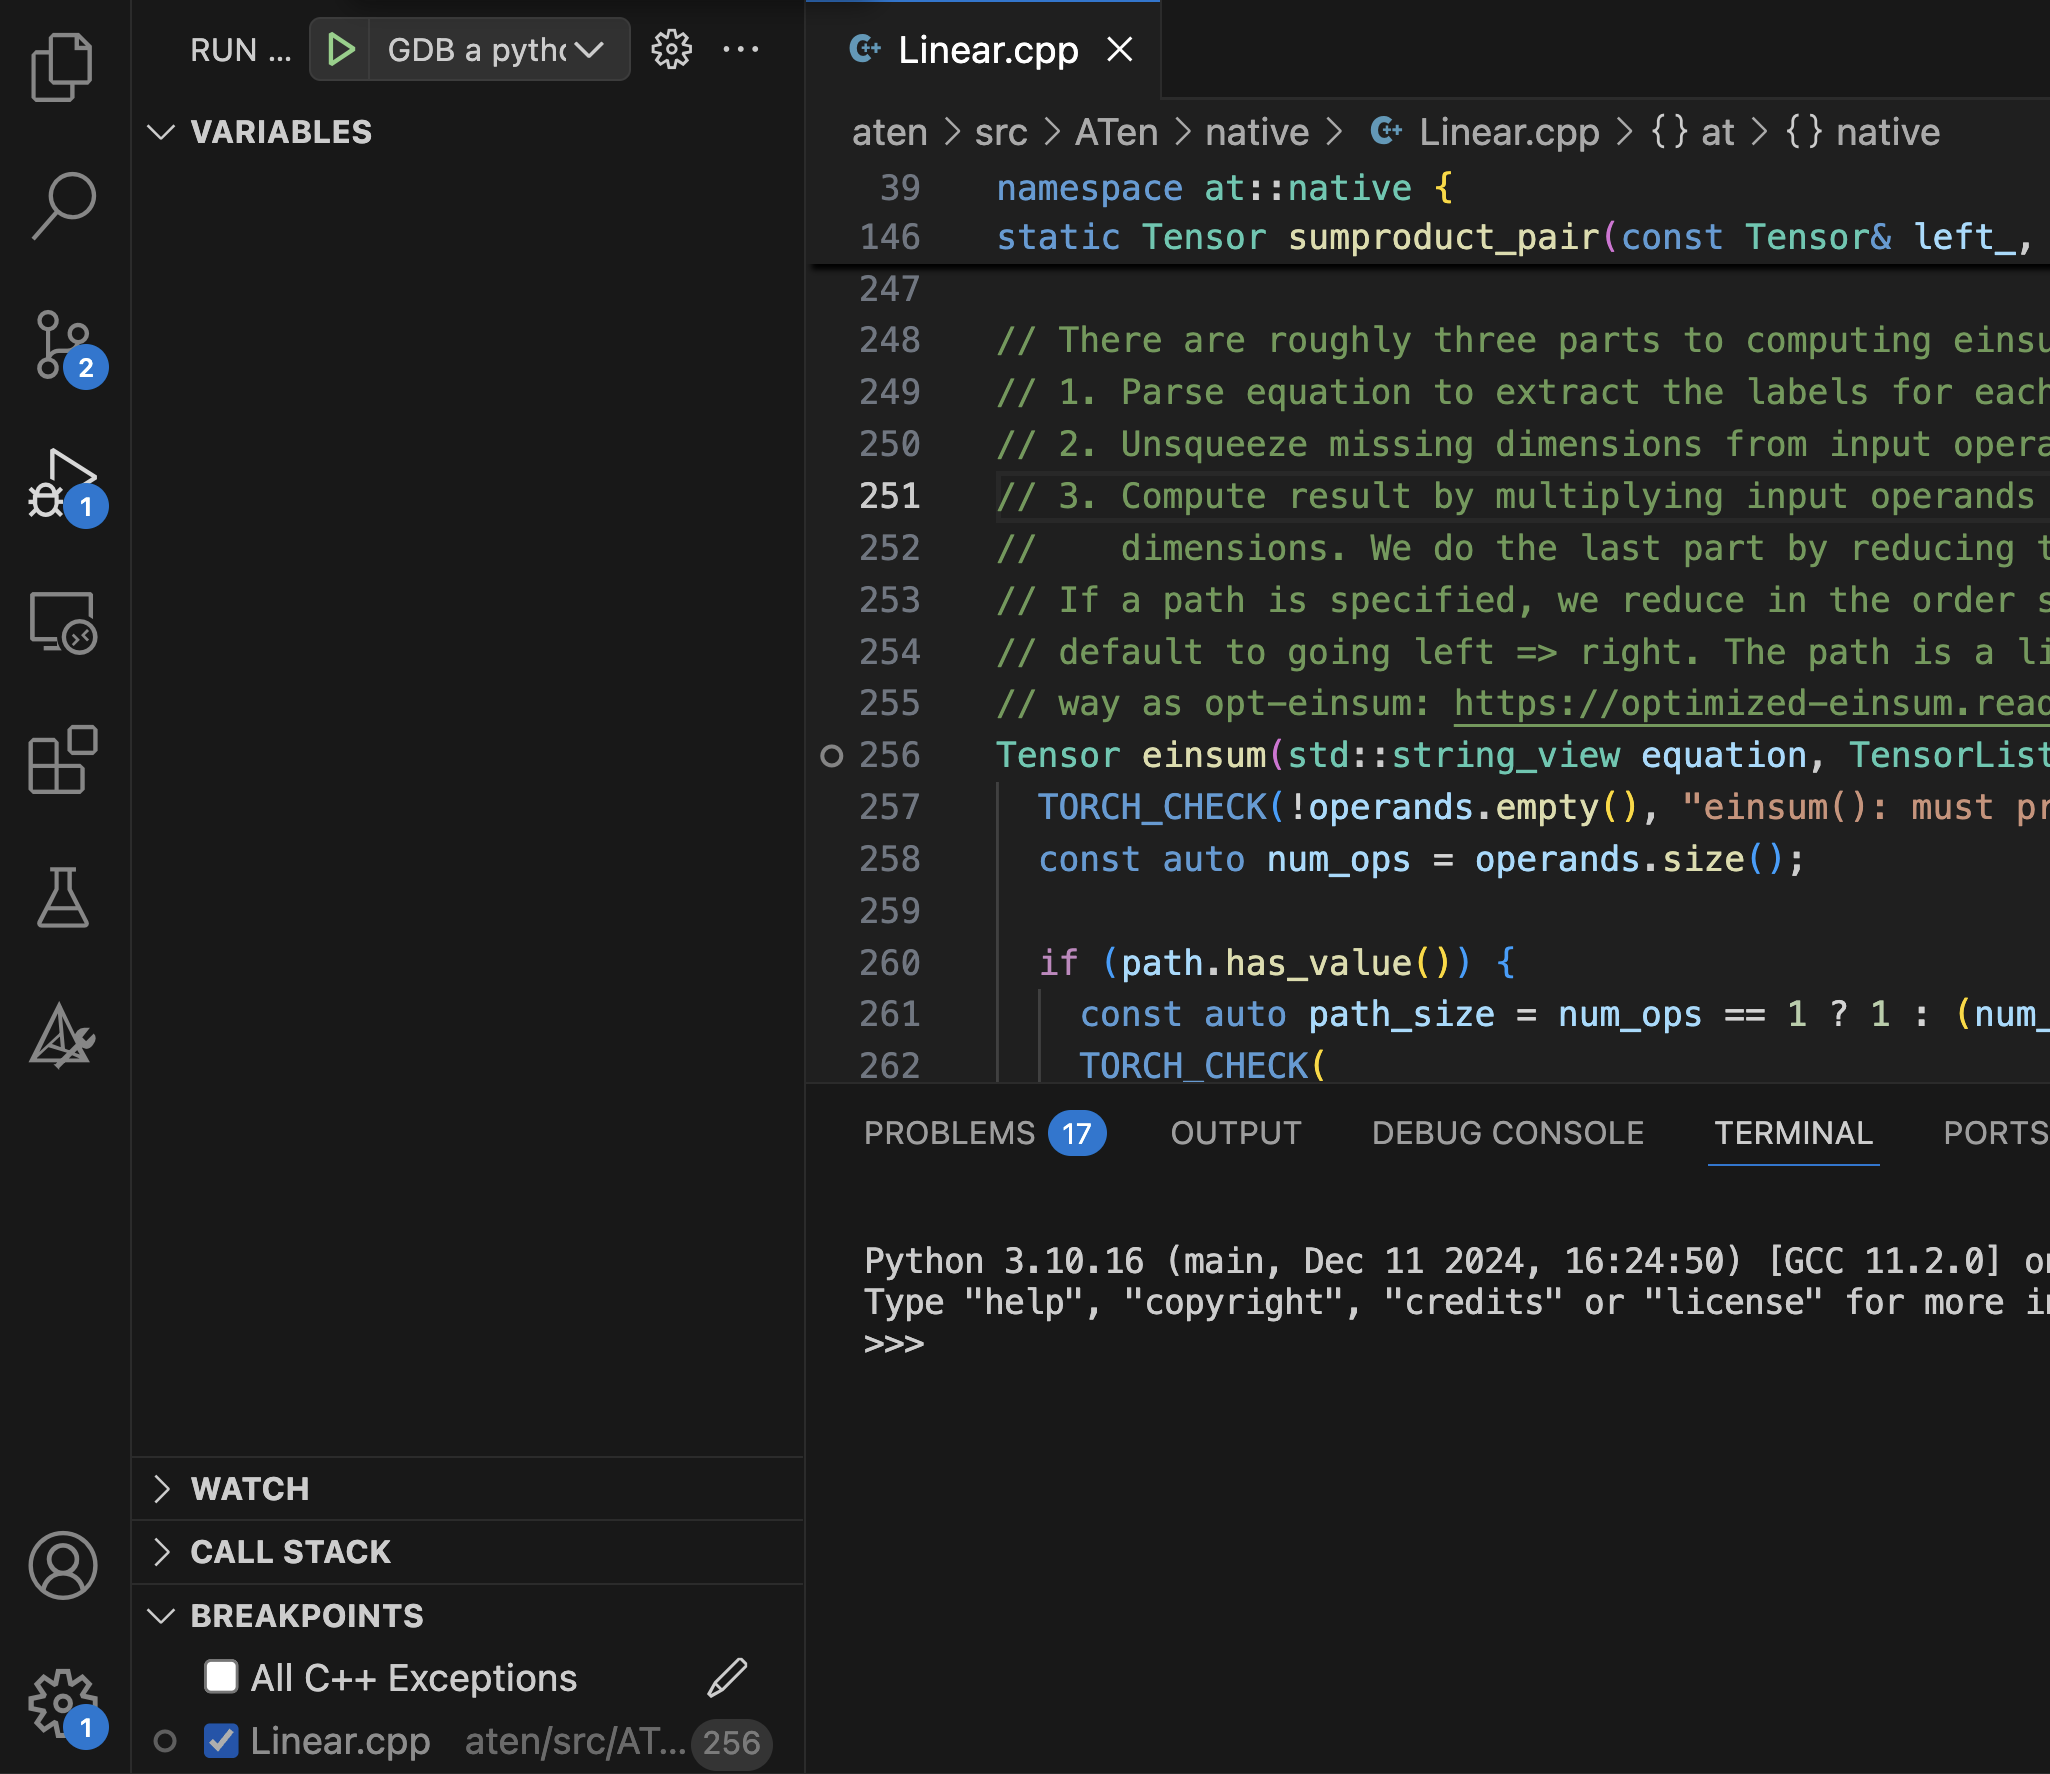 RUN ...
GDB a pytho
VARIABLES
2
1
WATCH
CALL STACK
BREAKPOINTS
All C++ Exceptions
Linear.cpp aten/src/AT... 256
1
Linear.cpp
aten > src > ATen > native > Linear.cpp > {} at > {} native
39 namespace at::native {
146 static Tensor sumproduct_pair(const Tensor& left_,
247
248 // There are roughly three parts to computing einsu
249 // 1. Parse equation to extract the labels for each
250 // 2. Unsqueeze missing dimensions from input opera
251 // 3. Compute result by multiplying input operands
252 //    dimensions. We do the last part by reducing t
253 // If a path is specified, we reduce in the order s
254 // default to going left => right. The path is a li
255 // way as opt-einsum: https://optimized-einsum.read
256 Tensor einsum(std::string_view equation, TensorList
257   TORCH_CHECK(!operands.empty(), "einsum(): must pr
258   const auto num_ops = operands.size();
259
260   if (path.has_value()) {
261     const auto path_size = num_ops == 1 ? 1 : (num_
262     TORCH_CHECK(
PROBLEMS 17 OUTPUT DEBUG CONSOLE TERMINAL PORTS
Python 3.10.16 (main, Dec 11 2024, 16:24:50) [GCC 11.2.0] on
Type "help", "copyright", "credits" or "license" for more in
>>>